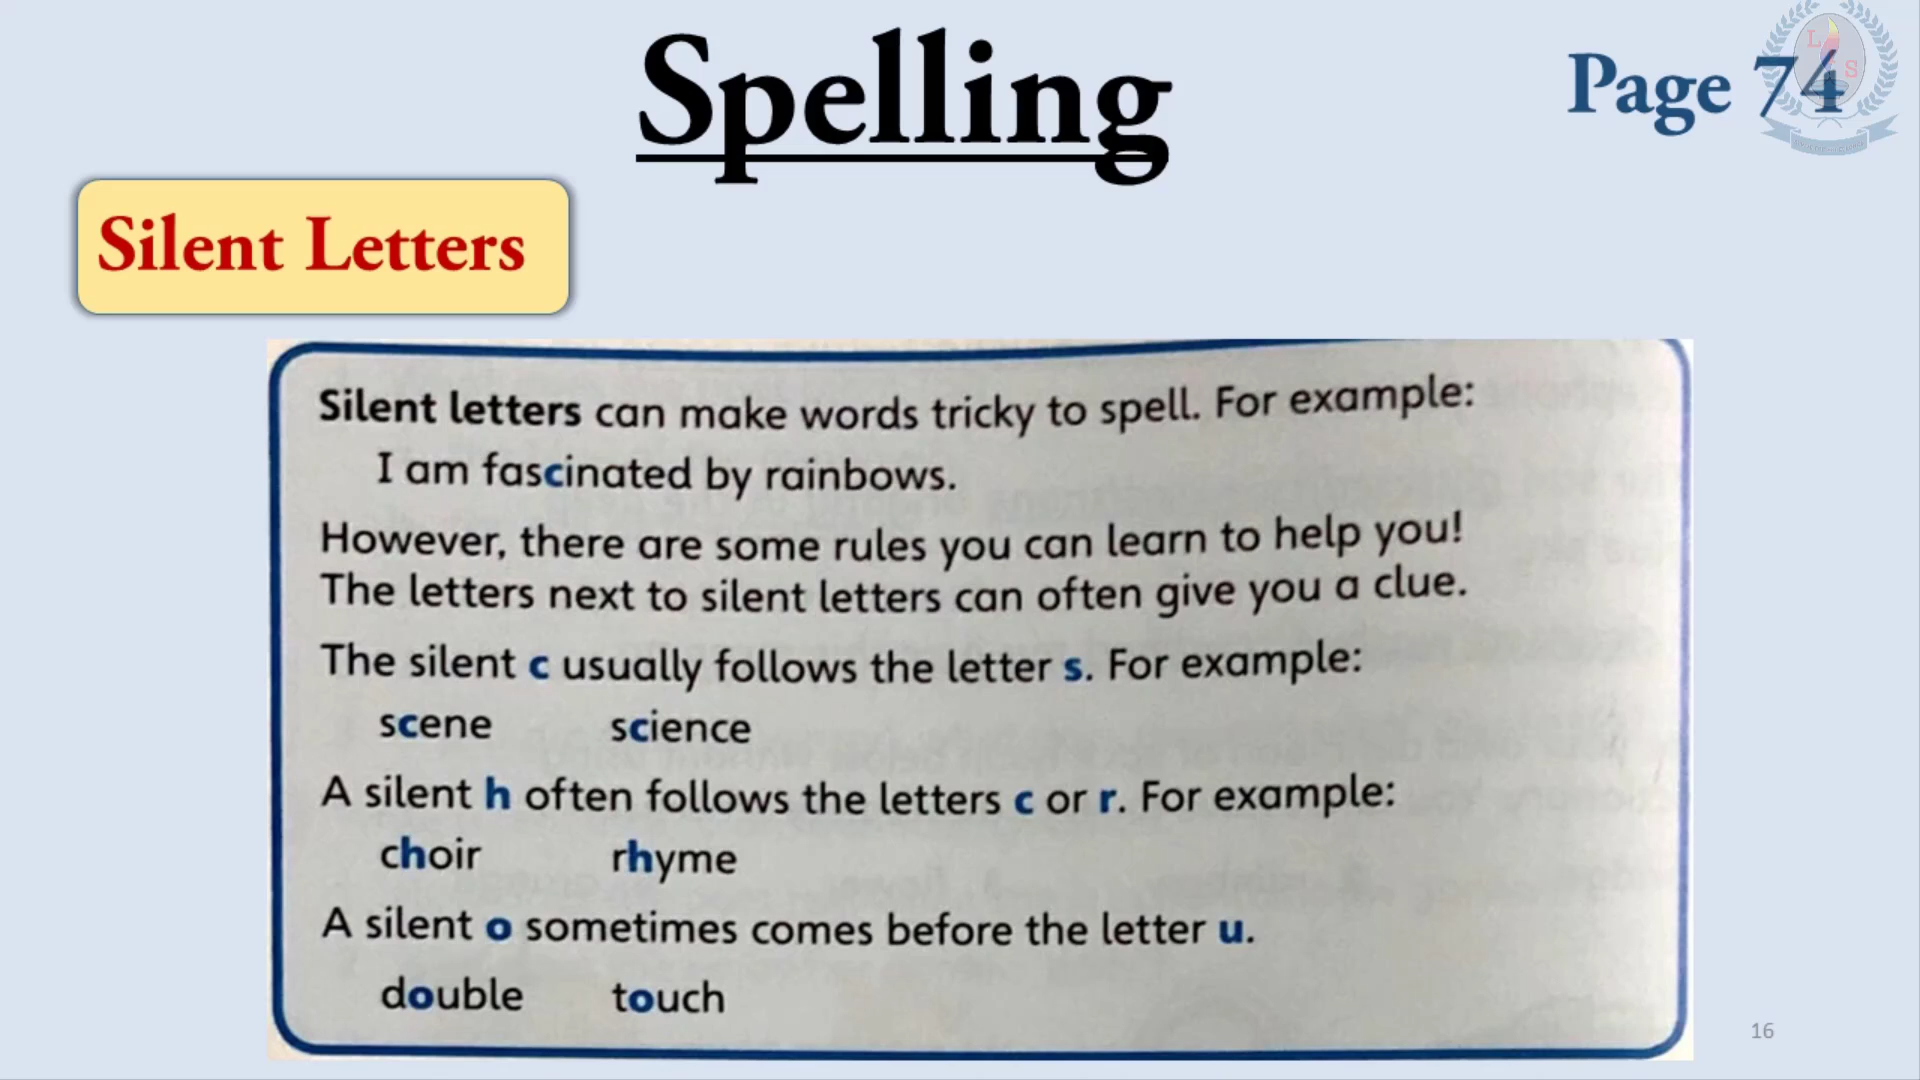 Spelling
Page 74
L
S
Silent Letters
Silent letters can make words tricky to spell. For example:
I am fascinated by rainbows.
However, there are some rules you can learn to help you!
The letters next to silent letters can often give you a clue.
The silent c usually follows the letter s. For example:
scene science
A silent h often follows the letters c or r. For example:
choir rhyme
A silent o sometimes comes before the letter u.
double touch
16